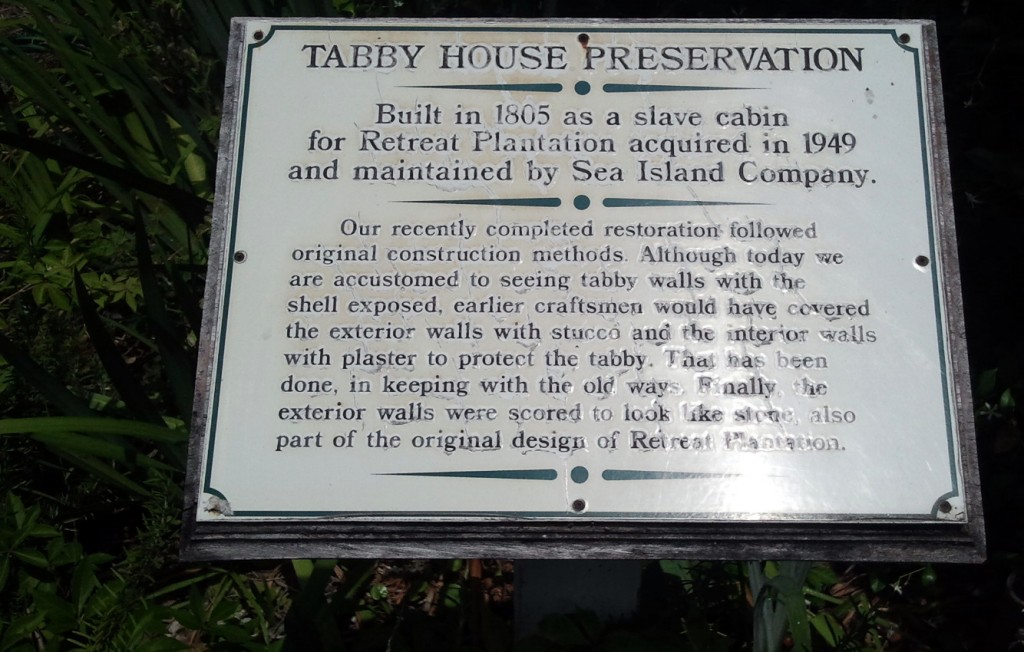 TABBY HOUSE PRESERVATION
Built in 1805 as a slave cabin
for Retreat Plantation acquired in 1949
and maintained by Sea Island Company.
Our recently completed restoration followed
original construction methods. Although today we
are accustomed to seeing tabby walls with the
shell exposed, earlier craftsmen would have covered
the exterior walls with stucco and the interior walls
with plaster to protect the tabby. That has been
done, in keeping with the old ways. Finally, the
exterior walls were scored to look like stone, also
part of the original design of Retreat Plantation.